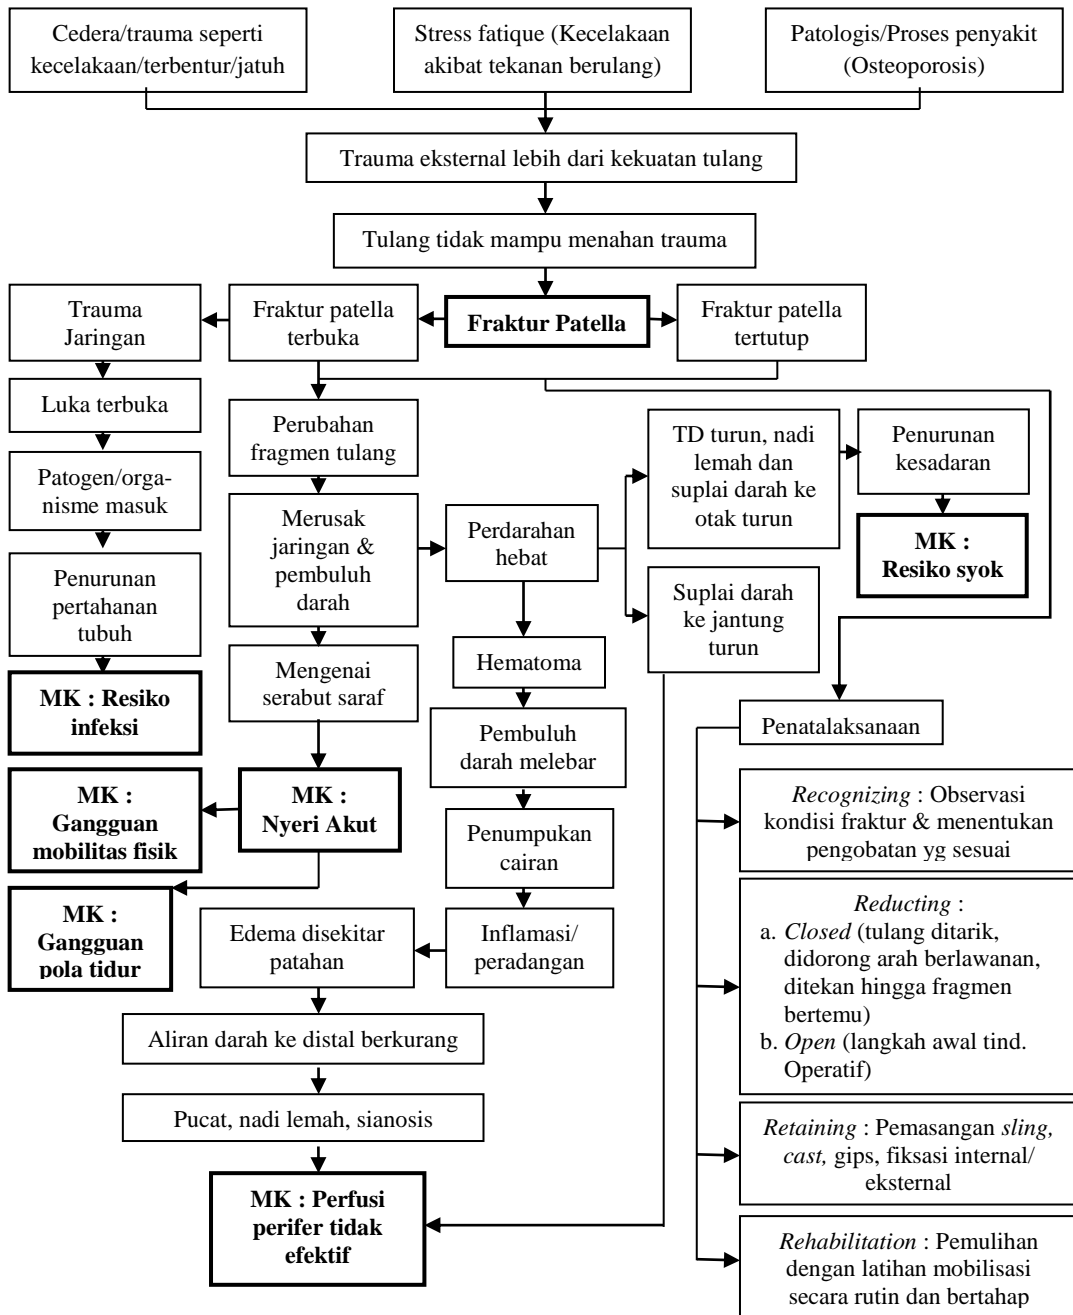 Cedera/trauma seperti
kecelakaan/terbentur/jatuh
Stress fatique (Kecelakaan
akibat tekanan berulang)
Patologis/Proses penyakit
(Osteoporosis)
Trauma eksternal lebih dari kekuatan tulang
Tulang tidak mampu menahan trauma
Trauma
Jaringan
Fraktur patella
terbuka
Fraktur Patella
Fraktur patella
tertutup
Luka terbuka
Patogen/orga-
nisme masuk
Penurunan
pertahanan
tubuh
MK : Resiko
infeksi
Perubahan
fragmen tulang
Merusak
jaringan &
pembuluh
darah
Mengenai
serabut saraf
MK :
Nyeri Akut
MK :
Gangguan
mobilitas fisik
MK :
Gangguan
pola tidur
Perdarahan
hebat
TD turun, nadi
lemah dan
suplai darah ke
otak turun
Penurunan
kesadaran
MK :
Resiko syok
Suplai darah
ke jantung
turun
Hematoma
Pembuluh
darah melebar
Penumpukan
cairan
Inflamasi/
peradangan
Edema disekitar
patahan
Aliran darah ke distal berkurang
Pucat, nadi lemah, sianosis
MK : Perfusi
perifer tidak
efektif
Penatalaksanaan
Recognizing : Observasi
kondisi fraktur & menentukan
pengobatan yg sesuai
Reducting :
a. Closed (tulang ditarik,
didorong arah berlawanan,
ditekan hingga fragmen
bertemu)
b. Open (langkah awal tind.
Operatif)
Retaining : Pemasangan sling,
cast, gips, fiksasi internal/
eksternal
Rehabilitation : Pemulihan
dengan latihan mobilisasi
secara rutin dan bertahap